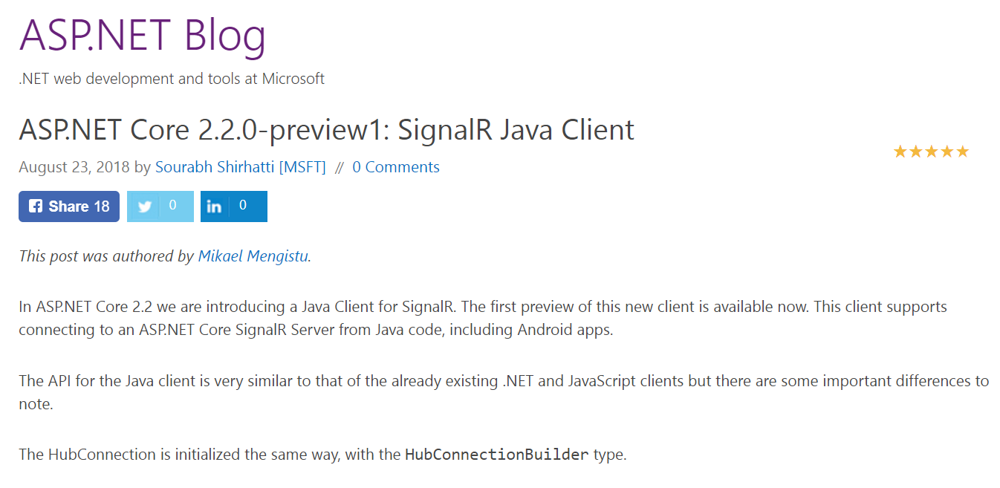 ASP.NET Blog
.NET web development and tools at Microsoft
ASP.NET Core 2.2.0-preview1: SignalR Java Client
August 23, 2018 by Sourabh Shirhatti [MSFT] // 0 Comments
Share 18 0 in 0
This post was authored by Mikael Mengistu.
In ASP.NET Core 2.2 we are introducing a Java Client for SignalR. The first preview of this new client is available now. This client supports
connecting to an ASP.NET Core SignalR Server from Java code, including Android apps.
The API for the Java client is very similar to that of the already existing .NET and JavaScript clients but there are some important differences to
note.
The HubConnection is initialized the same way, with the HubConnectionBuilder type.